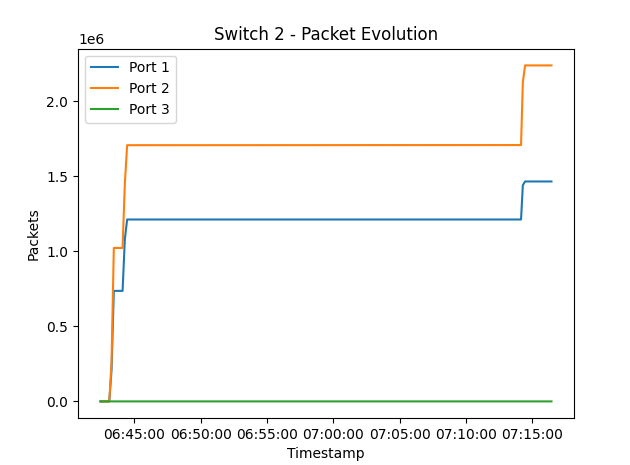 Switch 2 - Packet Evolution
1e6
Port 1
Port 2
Port 3
2.0
1.5
1.0
0.5
0.0
Packets
06:45:00 06:50:00 06:55:00 07:00:00 07:05:00 07:10:00 07:15:00
Timestamp